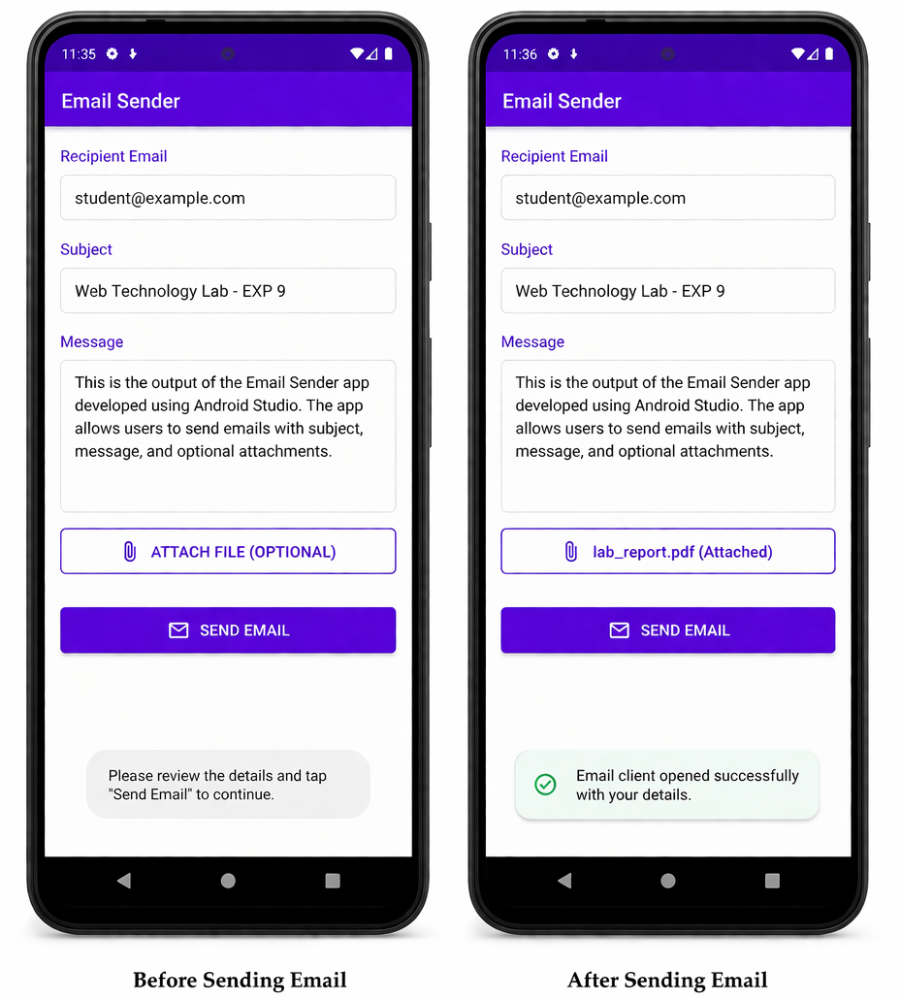 11:35
Email Sender
Recipient Email
student@example.com
Subject
Web Technology Lab - EXP 9
Message
This is the output of the Email Sender app
developed using Android Studio. The app
allows users to send emails with subject,
message, and optional attachments.
ATTACH FILE (OPTIONAL)
SEND EMAIL
Please review the details and tap
"Send Email" to continue.
Before Sending Email
11:36
Email Sender
Recipient Email
student@example.com
Subject
Web Technology Lab - EXP 9
Message
This is the output of the Email Sender app
developed using Android Studio. The app
allows users to send emails with subject,
message, and optional attachments.
lab_report.pdf (Attached)
SEND EMAIL
Email client opened successfully
with your details.
After Sending Email